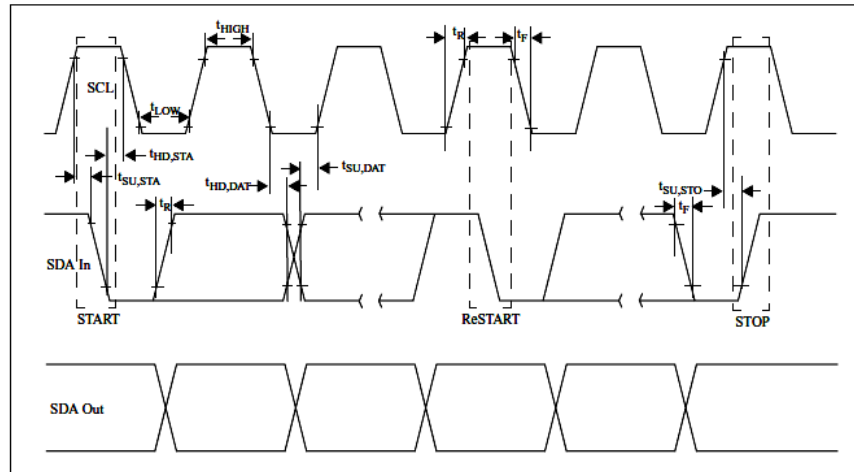 tHIGH
tR
tF
SCL
tLOW
tHD,STA
tSU,STA
tR
tHD,DAT
tSU,DAT
tSU,STO
tF
SDA In
START
ReSTART
STOP
SDA Out